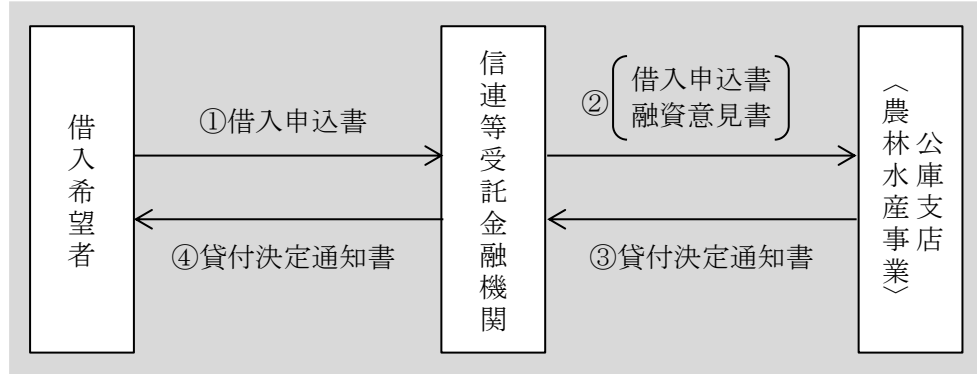 借入希望者
①借入申込書
④貸付決定通知書
信連等受託金融機関
②
借入申込書
融資意見書
③貸付決定通知書
公庫支店
〈農林水産事業〉